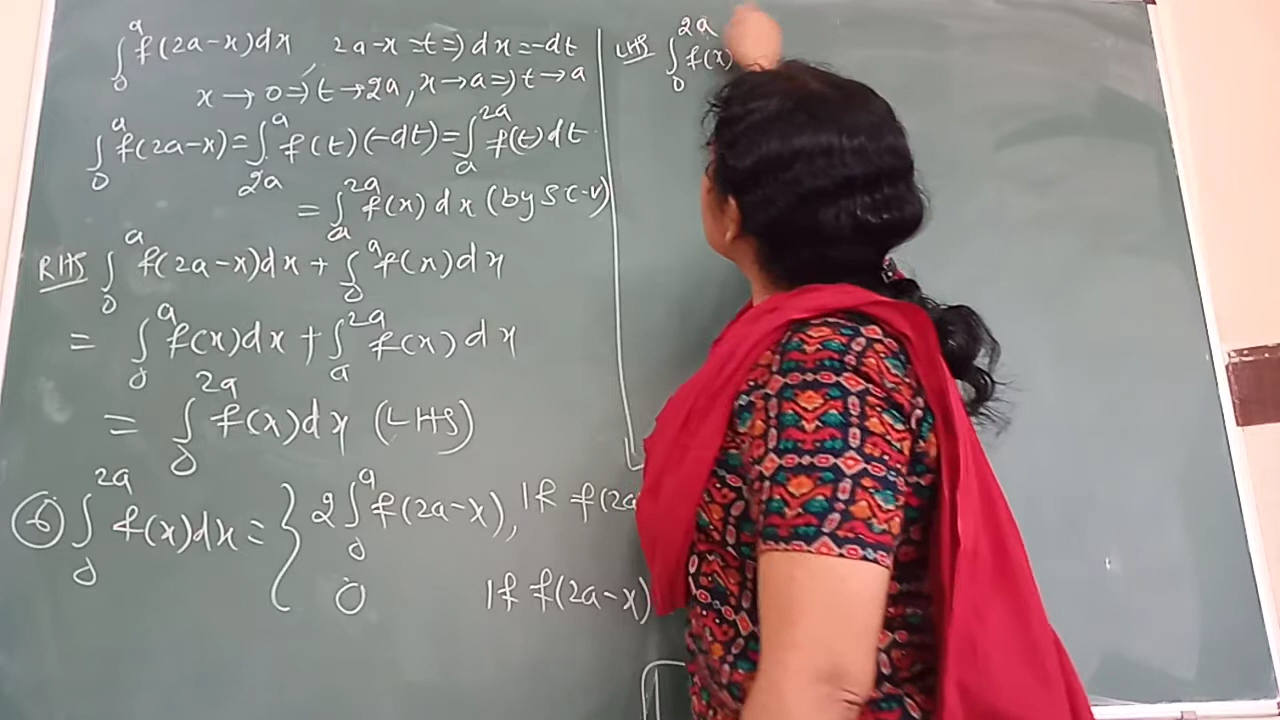 ∫₀ᵃ f(2a-x)dx 2a-x=t⇒dx=-dt
x→0⇒t→2a, x→a⇒t→a
∫₀ᵃ f(2a-x)=∫₂ₐᵃ f(t)(-dt)=∫ₐ²ᵃ f(t)dt
=∫ₐ²ᵃ f(x)dx (by SC-V)
RHS ∫₀ᵃ f(2a-x)dx+∫₀ᵃ f(x)dx
= ∫₀ᵃ f(x)dx+∫ₐ²ᵃ f(x)dx
= ∫₀²ᵃ f(x)dx (LHS)
⑥ ∫₀²ᵃ f(x)dx={ 2∫₀ᵃ f(2a-x), If f(2a
0 If f(2a-x)
LHS ∫₀²ᵃ f(x)